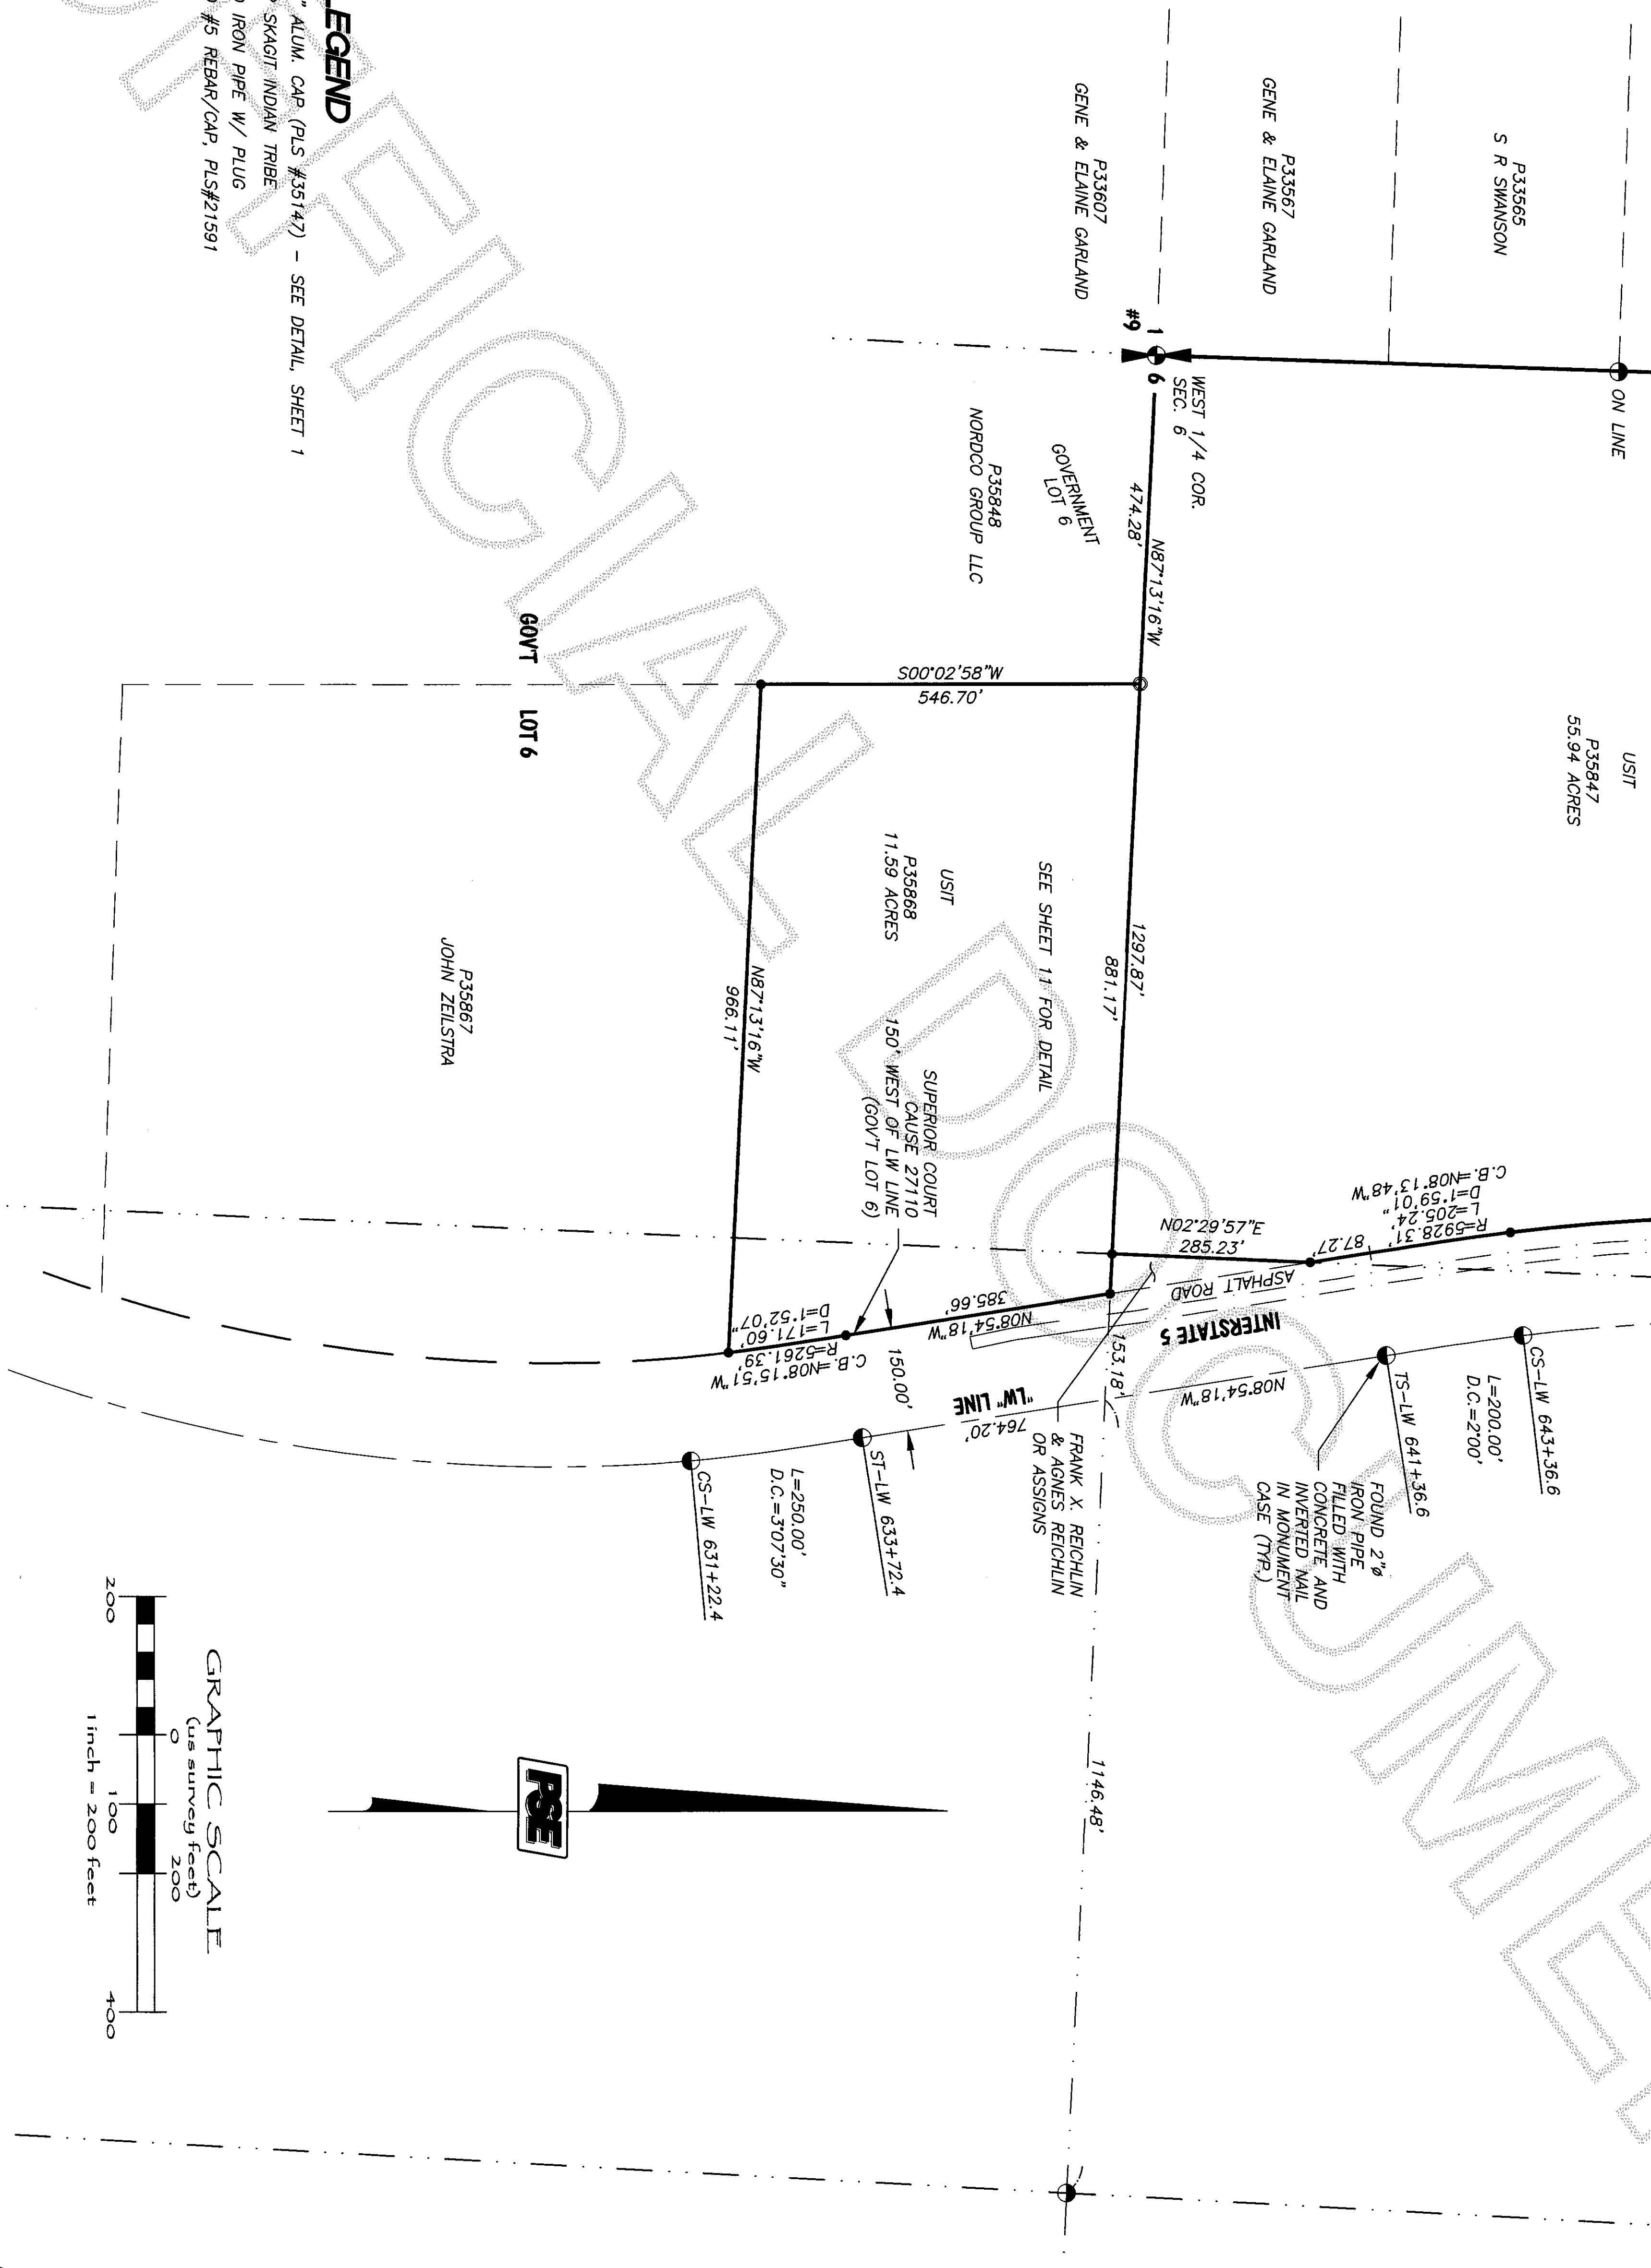 P33565
S R SWANSON
P33567
GENE & ELAINE GARLAND
P33607
GENE & ELAINE GARLAND
ON LINE
1
6
#9
WEST 1/4 COR.
SEC. 6
474.28'
N87°13'16"W
GOVERNMENT
LOT 6
P35848
NORDCO GROUP LLC
USIT
P35847
55.94 ACRES
S00°02'58"W
546.70'
GOV'T LOT 6
1297.87'
881.17'
SEE SHEET 11 FOR DETAIL
USIT
P35868
11.59 ACRES
N87°13'16"W
966.11'
P35867
JOHN ZEILSTRA
SUPERIOR COURT
CAUSE 27110
150' WEST OF LW LINE
(GOV'T LOT 6)
R=5928.31'
L=205.24'
D=1°59'01"
C.B.=N08°13'48"W
87.27'
N02°29'57"E
285.23'
ASPHALT ROAD
INTERSTATE 5
N08°54'18"W
385.66'
C.B.=N08°15'51"W
R=5261.39'
L=171.60'
D=1°52'07"
150.00'
153.18'
N08°54'18"W
"LW" LINE
764.20'
CS-LW 643+36.6
L=200.00'
D.C.=2°00'
TS-LW 641+36.6
FOUND 2"ø
IRON PIPE
FILLED WITH
CONCRETE AND
INVERTED NAIL
IN MONUMENT
CASE (TYP.)
FRANK X. REICHLIN
& AGNES REICHLIN
OR ASSIGNS
ST-LW 633+72.4
L=250.00'
D.C.=3°07'30"
CS-LW 631+22.4
1146.48'
PSE
GRAPHIC SCALE
(us survey feet)
200 0 100 200 400
1 inch = 200 feet
LEGEND
" ALUM. CAP (PLS #35147) - SEE DETAIL, SHEET 1
SKAGIT INDIAN TRIBE
IRON PIPE W/ PLUG
#5 REBAR/CAP, PLS#21591
FFICIAL DOCUME